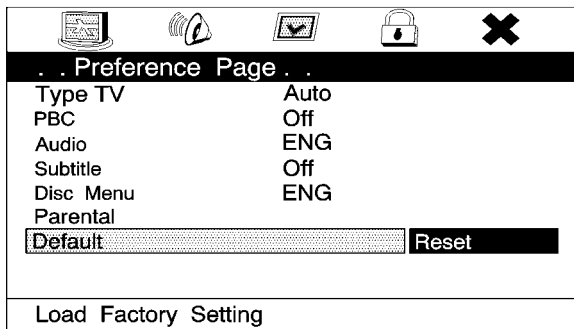 . . Preference Page . .
Type TV Auto
PBC Off
Audio ENG
Subtitle Off
Disc Menu ENG
Parental
Default Reset
Load Factory Setting